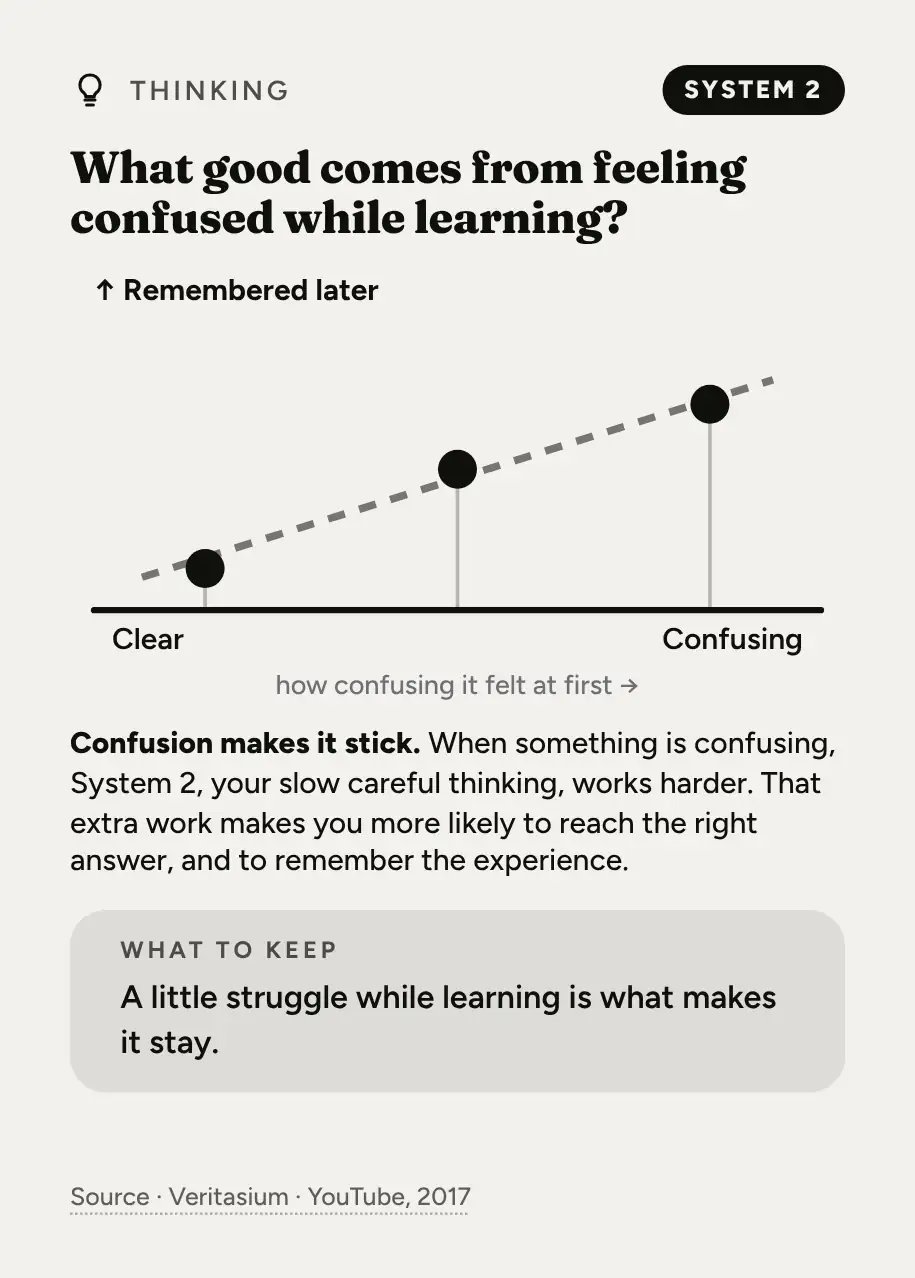 THINKING
SYSTEM 2
What good comes from feeling
confused while learning?
↑ Remembered later
Clear
Confusing
how confusing it felt at first →
Confusion makes it stick. When something is confusing,
System 2, your slow careful thinking, works harder. That
extra work makes you more likely to reach the right
answer, and to remember the experience.
WHAT TO KEEP
A little struggle while learning is what makes
it stay.
Source · Veritasium · YouTube, 2017